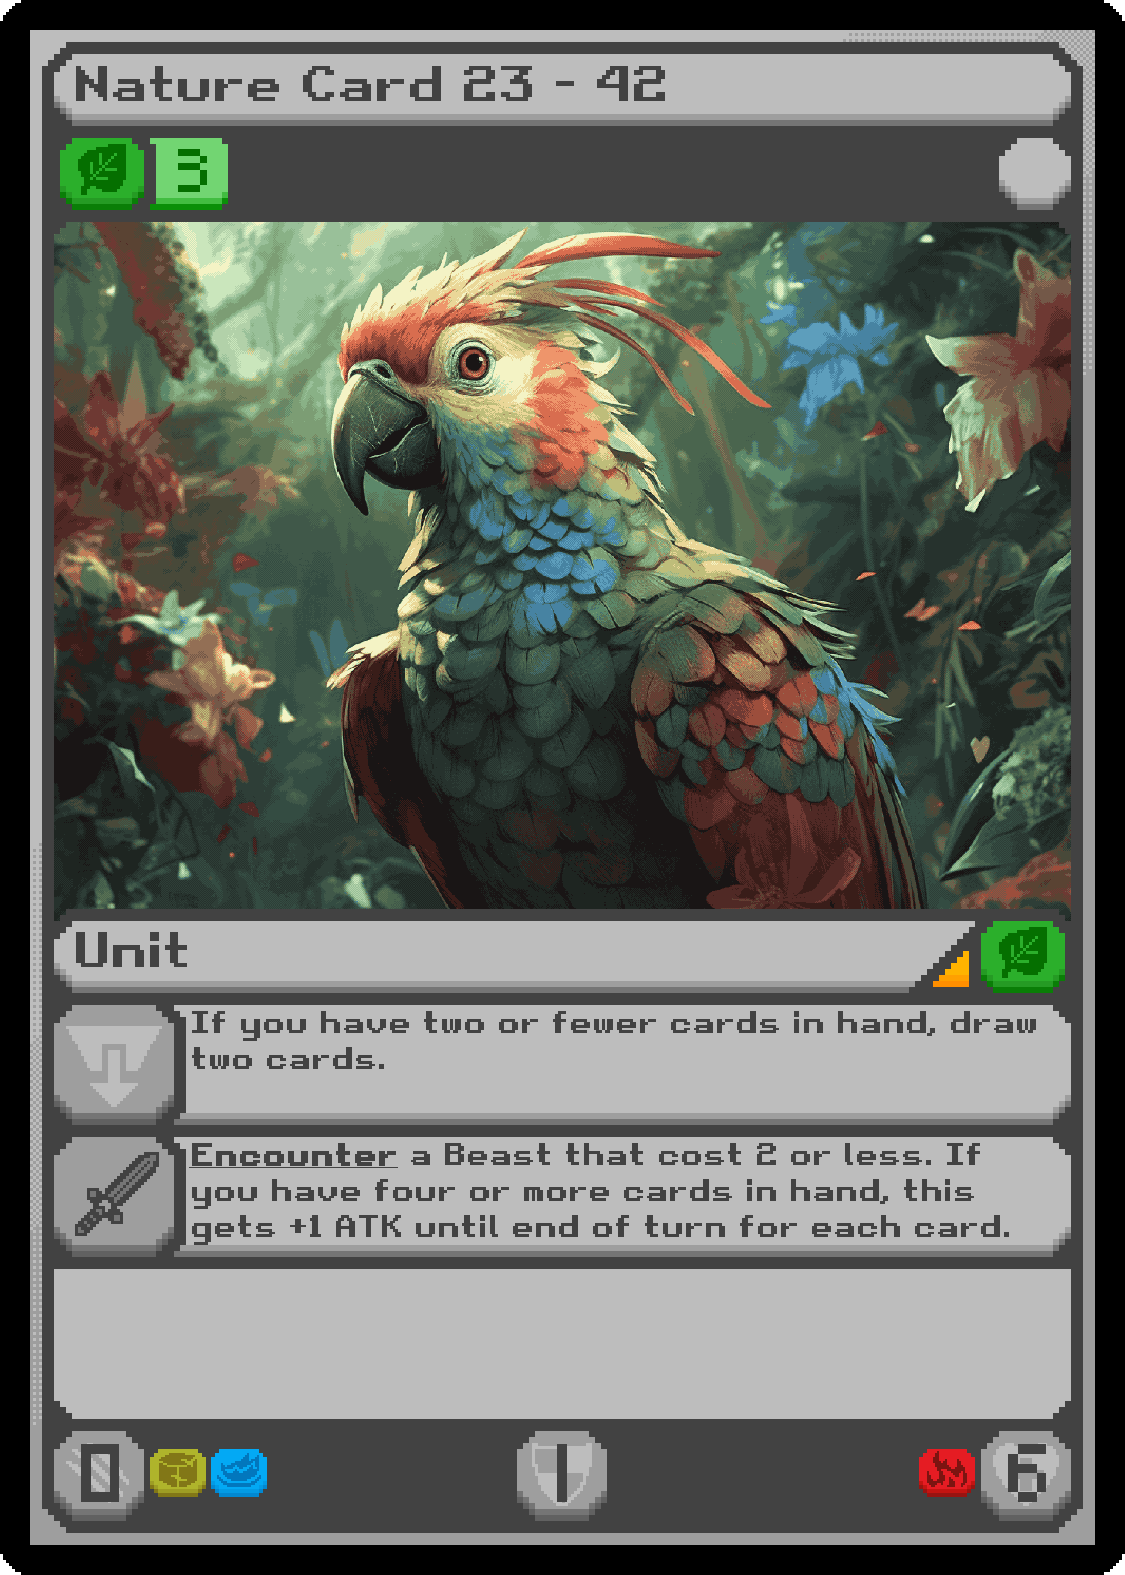 Nature Card 23 - 42
3
Unit
If you have two or fewer cards in hand, draw
two cards.
Encounter a Beast that cost 2 or less. If
you have four or more cards in hand, this
gets +1 ATK until end of turn for each card.
0
1
6